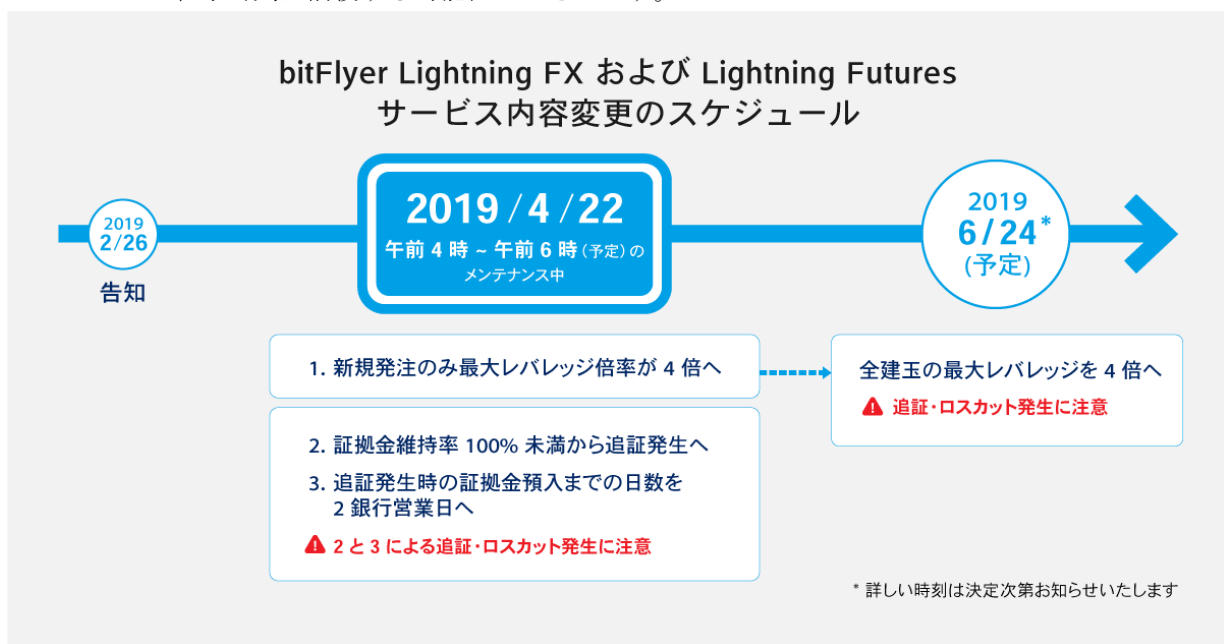 bitFlyer Lightning FX および Lightning Futures
サービス内容変更のスケジュール
2019
2/26
告知
2019 / 4 / 22
午前 4 時 ~ 午前 6 時 (予定) の
メンテナンス中
2019
6/24*
(予定)
1. 新規発注のみ最大レバレッジ倍率が 4 倍へ
全建玉の最大レバレッジを 4 倍へ
追証・ロスカット発生に注意
2. 証拠金維持率 100% 未満から追証発生へ
3. 追証発生時の証拠金預入までの日数を
2 銀行営業日へ
2 と 3 による追証・ロスカット発生に注意
* 詳しい時刻は決定次第お知らせいたします